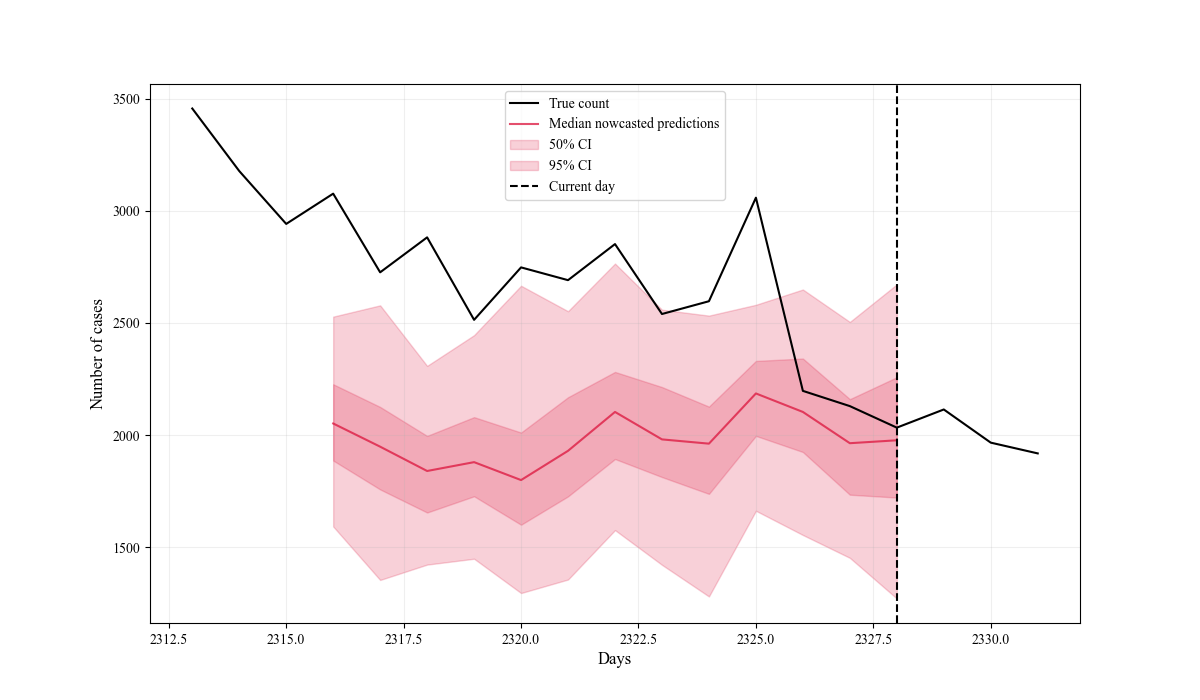 True count
Median nowcasted predictions
50% CI
95% CI
Current day
3500
3000
2500
2000
1500
Number of cases
2312.5 2315.0 2317.5 2320.0 2322.5 2325.0 2327.5 2330.0
Days